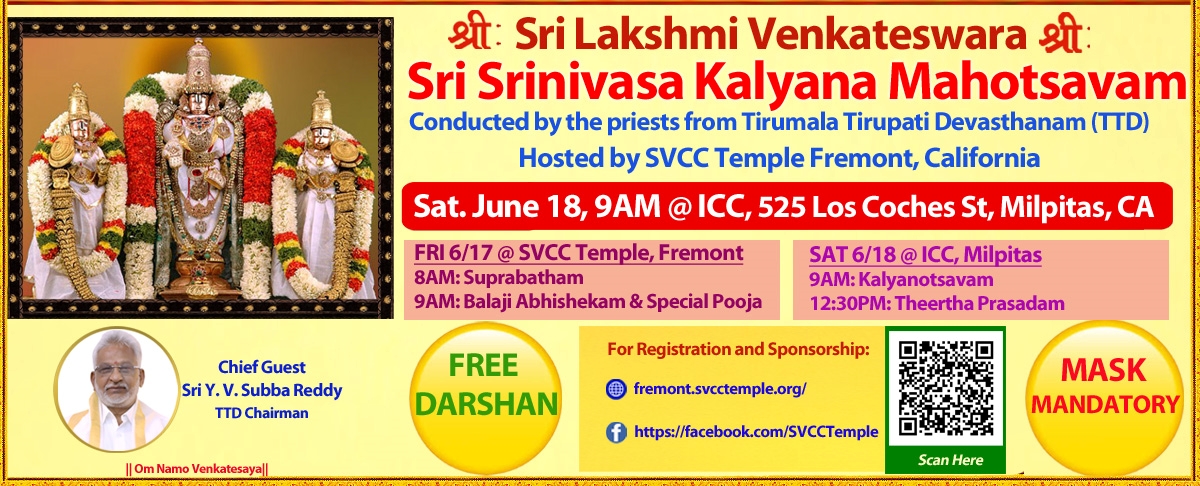 श्रीः Sri Lakshmi Venkateswara श्रीः
Sri Srinivasa Kalyana Mahotsavam
Conducted by the priests from Tirumala Tirupati Devasthanam (TTD)
Hosted by SVCC Temple Fremont, California
Sat. June 18, 9AM @ ICC, 525 Los Coches St, Milpitas, CA
FRI 6/17 @ SVCC Temple, Fremont
8AM: Suprabatham
9AM: Balaji Abhishekam & Special Pooja
SAT 6/18 @ ICC, Milpitas
9AM: Kalyanotsavam
12:30PM: Theertha Prasadam
Chief Guest
Sri Y. V. Subba Reddy
TTD Chairman
|| Om Namo Venkatesaya||
FREE
DARSHAN
For Registration and Sponsorship:
fremont.svcctemple.org/
https://facebook.com/SVCCTemple
Scan Here
MASK
MANDATORY